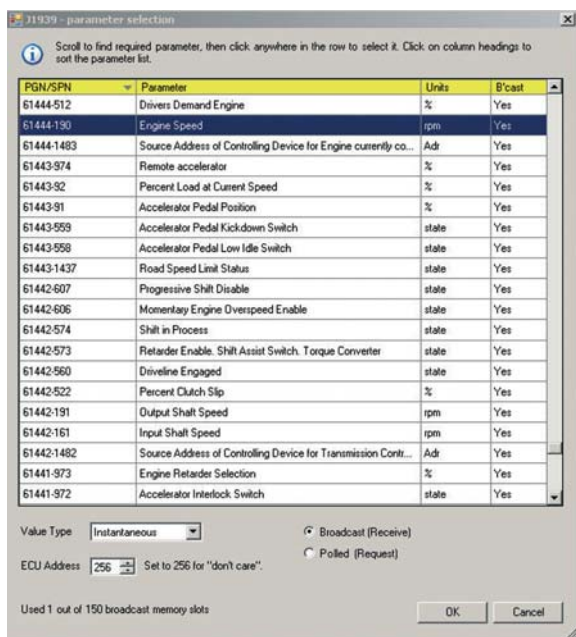 J1939 - parameter selection
Scroll to find required parameter, then click anywhere in the row to select it. Click on column headings to
sort the parameter list.
PGN/SPN Parameter Units B'cast
61444-512 Drivers Demand Engine % Yes
61444-190 Engine Speed rpm Yes
61444-1483 Source Address of Controlling Device for Engine currently co... Adr Yes
61443-974 Remote accelerator % Yes
61443-92 Percent Load at Current Speed % Yes
61443-91 Accelerator Pedal Position % Yes
61443-559 Accelerator Pedal Kickdown Switch state Yes
61443-558 Accelerator Pedal Low Idle Switch state Yes
61443-1437 Road Speed Limit Status state Yes
61442-607 Progressive Shift Disable state Yes
61442-606 Momentary Engine Overspeed Enable state Yes
61442-574 Shift in Process state Yes
61442-573 Retarder Enable. Shift Assist Switch. Torque Converter state Yes
61442-560 Driveline Engaged state Yes
61442-522 Percent Clutch Slip % Yes
61442-191 Output Shaft Speed rpm Yes
61442-161 Input Shaft Speed rpm Yes
61442-1482 Source Address of Controlling Device for Transmission Contr... Adr Yes
61441-973 Engine Retarder Selection % Yes
61441-972 Accelerator Interlock Switch state Yes
Value Type Instantaneous Broadcast (Receive)
Polled (Request)
ECU Address 256 Set to 256 for "don't care".
Used 1 out of 150 broadcast memory slots OK Cancel